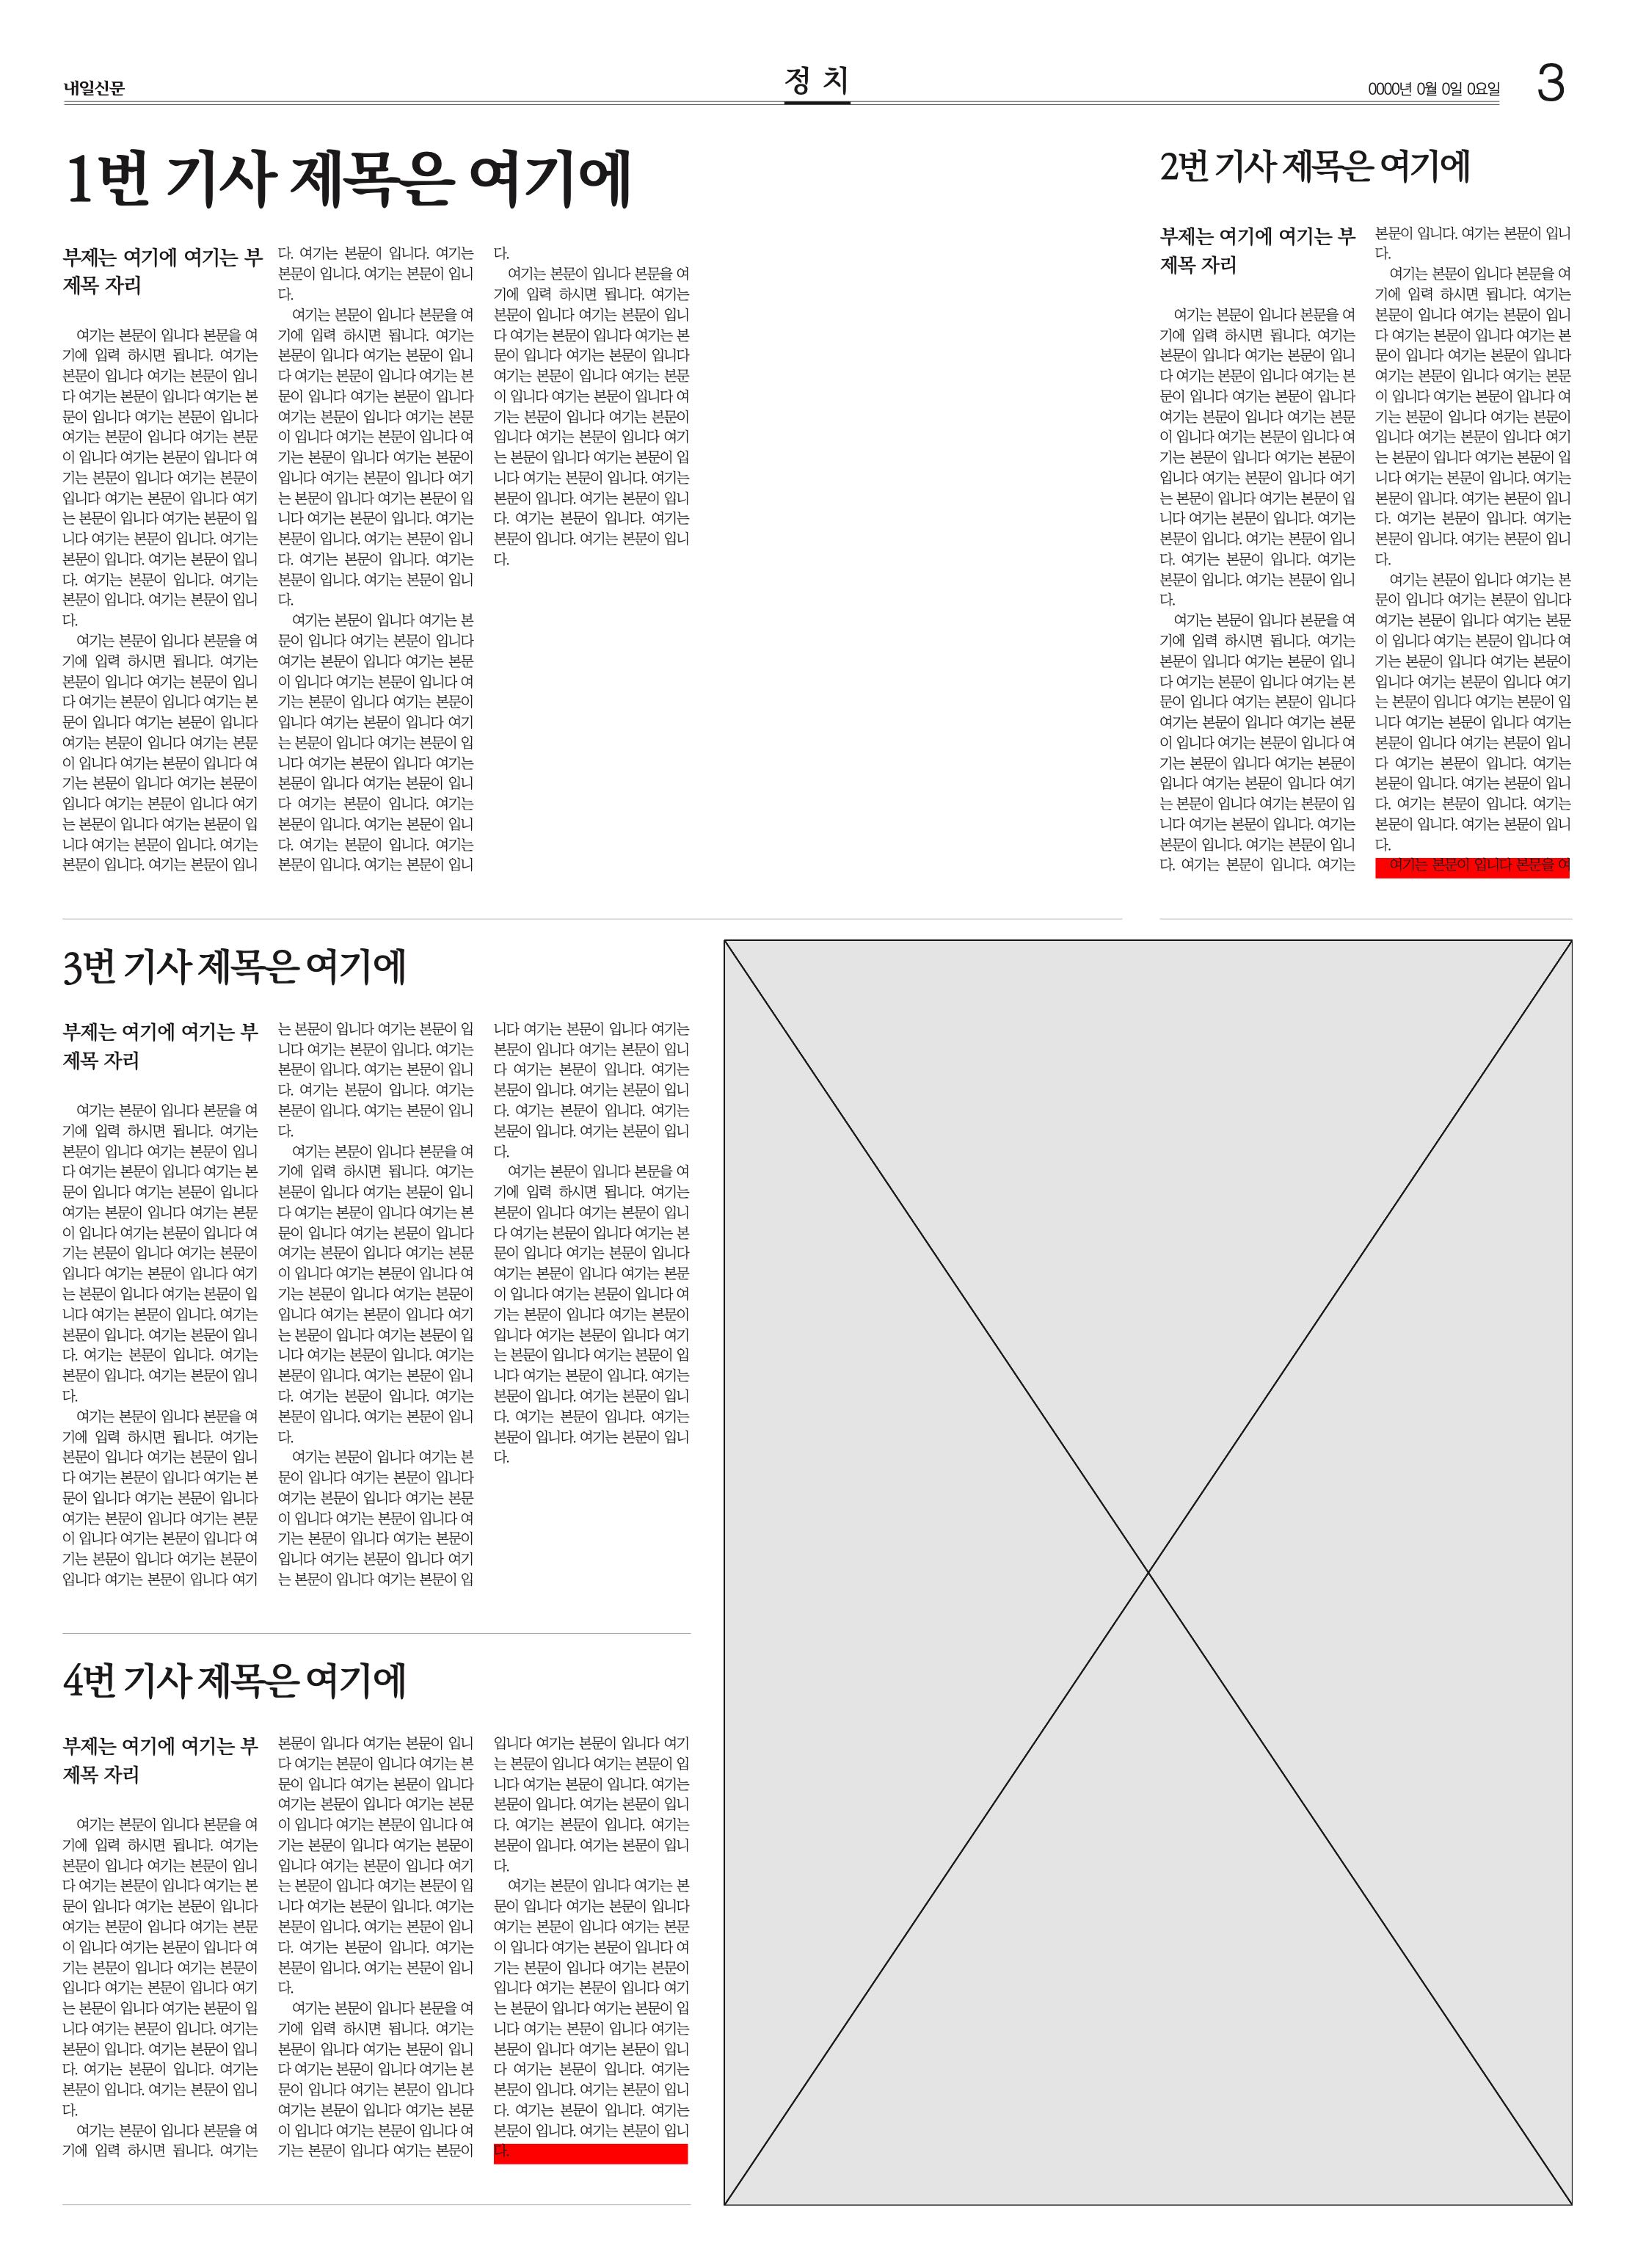 내일신문
정 치
0000년 0월 0일 0요일
3
1번 기사 제목은 여기에
부제는 여기에 여기는 부
제목 자리
여기는 본문이 입니다 본문을 여
기에 입력 하시면 됩니다. 여기는
본문이 입니다 여기는 본문이 입니
다 여기는 본문이 입니다 여기는 본
문이 입니다 여기는 본문이 입니다
여기는 본문이 입니다 여기는 본문
이 입니다 여기는 본문이 입니다 여
기는 본문이 입니다 여기는 본문이
입니다 여기는 본문이 입니다 여기
는 본문이 입니다 여기는 본문이 입
니다 여기는 본문이 입니다. 여기는
본문이 입니다. 여기는 본문이 입니
다. 여기는 본문이 입니다. 여기는
본문이 입니다. 여기는 본문이 입니
다.
여기는 본문이 입니다 본문을 여
기에 입력 하시면 됩니다. 여기는
본문이 입니다 여기는 본문이 입니
다 여기는 본문이 입니다 여기는 본
문이 입니다 여기는 본문이 입니다
여기는 본문이 입니다 여기는 본문
이 입니다 여기는 본문이 입니다 여
기는 본문이 입니다 여기는 본문이
입니다 여기는 본문이 입니다 여기
는 본문이 입니다 여기는 본문이 입
니다 여기는 본문이 입니다. 여기는
본문이 입니다. 여기는 본문이 입니
다. 여기는 본문이 입니다. 여기는
본문이 입니다. 여기는 본문이 입니
다.
여기는 본문이 입니다 본문을 여
기에 입력 하시면 됩니다. 여기는
본문이 입니다 여기는 본문이 입니
다 여기는 본문이 입니다 여기는 본
문이 입니다 여기는 본문이 입니다
여기는 본문이 입니다 여기는 본문
이 입니다 여기는 본문이 입니다 여
기는 본문이 입니다 여기는 본문이
입니다 여기는 본문이 입니다 여기
는 본문이 입니다 여기는 본문이 입
니다 여기는 본문이 입니다. 여기는
본문이 입니다. 여기는 본문이 입니
다. 여기는 본문이 입니다. 여기는
본문이 입니다. 여기는 본문이 입니
다.
여기는 본문이 입니다 여기는 본
문이 입니다 여기는 본문이 입니다
여기는 본문이 입니다 여기는 본문
이 입니다 여기는 본문이 입니다 여
기는 본문이 입니다 여기는 본문이
입니다 여기는 본문이 입니다 여기
는 본문이 입니다 여기는 본문이 입
니다 여기는 본문이 입니다 여기는
본문이 입니다 여기는 본문이 입니
다 여기는 본문이 입니다. 여기는
본문이 입니다. 여기는 본문이 입니
다. 여기는 본문이 입니다. 여기는
본문이 입니다. 여기는 본문이 입니
다.
여기는 본문이 입니다 본문을 여
기에 입력 하시면 됩니다. 여기는
본문이 입니다 여기는 본문이 입니
다 여기는 본문이 입니다 여기는 본
문이 입니다 여기는 본문이 입니다
여기는 본문이 입니다 여기는 본문
이 입니다 여기는 본문이 입니다 여
기는 본문이 입니다 여기는 본문이
입니다 여기는 본문이 입니다 여기
는 본문이 입니다 여기는 본문이 입
니다 여기는 본문이 입니다. 여기는
본문이 입니다. 여기는 본문이 입니
다. 여기는 본문이 입니다. 여기는
본문이 입니다. 여기는 본문이 입니
다.
2번 기사 제목은 여기에
부제는 여기에 여기는 부
제목 자리
여기는 본문이 입니다 본문을 여
기에 입력 하시면 됩니다. 여기는
본문이 입니다 여기는 본문이 입니
다 여기는 본문이 입니다 여기는 본
문이 입니다 여기는 본문이 입니다
여기는 본문이 입니다 여기는 본문
이 입니다 여기는 본문이 입니다 여
기는 본문이 입니다 여기는 본문이
입니다 여기는 본문이 입니다 여기
는 본문이 입니다 여기는 본문이 입
니다 여기는 본문이 입니다. 여기는
본문이 입니다. 여기는 본문이 입니
다. 여기는 본문이 입니다. 여기는
본문이 입니다. 여기는 본문이 입니
다.
여기는 본문이 입니다 본문을 여
기에 입력 하시면 됩니다. 여기는
본문이 입니다 여기는 본문이 입니
다 여기는 본문이 입니다 여기는 본
문이 입니다 여기는 본문이 입니다
여기는 본문이 입니다 여기는 본문
이 입니다 여기는 본문이 입니다 여
기는 본문이 입니다 여기는 본문이
입니다 여기는 본문이 입니다 여기
는 본문이 입니다 여기는 본문이 입
니다 여기는 본문이 입니다. 여기는
본문이 입니다. 여기는 본문이 입니
다. 여기는 본문이 입니다. 여기는
본문이 입니다. 여기는 본문이 입니
다.
여기는 본문이 입니다 본문을 여
기에 입력 하시면 됩니다. 여기는
본문이 입니다 여기는 본문이 입니
다 여기는 본문이 입니다 여기는 본
문이 입니다 여기는 본문이 입니다
여기는 본문이 입니다 여기는 본문
이 입니다 여기는 본문이 입니다 여
기는 본문이 입니다 여기는 본문이
입니다 여기는 본문이 입니다 여기
는 본문이 입니다 여기는 본문이 입
니다 여기는 본문이 입니다. 여기는
본문이 입니다. 여기는 본문이 입니
다. 여기는 본문이 입니다. 여기는
본문이 입니다. 여기는 본문이 입니
다.
여기는 본문이 입니다 여기는 본
문이 입니다 여기는 본문이 입니다
여기는 본문이 입니다 여기는 본문
이 입니다 여기는 본문이 입니다 여
기는 본문이 입니다 여기는 본문이
입니다 여기는 본문이 입니다 여기
는 본문이 입니다 여기는 본문이 입
니다 여기는 본문이 입니다 여기는
본문이 입니다 여기는 본문이 입니
다 여기는 본문이 입니다. 여기는
본문이 입니다. 여기는 본문이 입니
다. 여기는 본문이 입니다. 여기는
본문이 입니다. 여기는 본문이 입니
다.
여기는 본문이 입니다 본문을 여
3번 기사 제목은 여기에
부제는 여기에 여기는 부
제목 자리
여기는 본문이 입니다 본문을 여
기에 입력 하시면 됩니다. 여기는
본문이 입니다 여기는 본문이 입니
다 여기는 본문이 입니다 여기는 본
문이 입니다 여기는 본문이 입니다
여기는 본문이 입니다 여기는 본문
이 입니다 여기는 본문이 입니다 여
기는 본문이 입니다 여기는 본문이
입니다 여기는 본문이 입니다 여기
는 본문이 입니다 여기는 본문이 입
니다 여기는 본문이 입니다. 여기는
본문이 입니다. 여기는 본문이 입니
다. 여기는 본문이 입니다. 여기는
본문이 입니다. 여기는 본문이 입니
다.
여기는 본문이 입니다 본문을 여
기에 입력 하시면 됩니다. 여기는
본문이 입니다 여기는 본문이 입니
다 여기는 본문이 입니다 여기는 본
문이 입니다 여기는 본문이 입니다
여기는 본문이 입니다 여기는 본문
이 입니다 여기는 본문이 입니다 여
기는 본문이 입니다 여기는 본문이
입니다 여기는 본문이 입니다 여기
는 본문이 입니다 여기는 본문이 입
니다 여기는 본문이 입니다. 여기는
본문이 입니다. 여기는 본문이 입니
다. 여기는 본문이 입니다. 여기는
본문이 입니다. 여기는 본문이 입니
다.
여기는 본문이 입니다 본문을 여
기에 입력 하시면 됩니다. 여기는
본문이 입니다 여기는 본문이 입니
다 여기는 본문이 입니다 여기는 본
문이 입니다 여기는 본문이 입니다
여기는 본문이 입니다 여기는 본문
이 입니다 여기는 본문이 입니다 여
기는 본문이 입니다 여기는 본문이
입니다 여기는 본문이 입니다 여기
는 본문이 입니다 여기는 본문이 입
니다 여기는 본문이 입니다. 여기는
본문이 입니다. 여기는 본문이 입니
다. 여기는 본문이 입니다. 여기는
본문이 입니다. 여기는 본문이 입니
다.
여기는 본문이 입니다 여기는 본
문이 입니다 여기는 본문이 입니다
여기는 본문이 입니다 여기는 본문
이 입니다 여기는 본문이 입니다 여
기는 본문이 입니다 여기는 본문이
입니다 여기는 본문이 입니다 여기
는 본문이 입니다 여기는 본문이 입
니다 여기는 본문이 입니다 여기는
본문이 입니다 여기는 본문이 입니
다 여기는 본문이 입니다. 여기는
본문이 입니다. 여기는 본문이 입니
다. 여기는 본문이 입니다. 여기는
본문이 입니다. 여기는 본문이 입니
다.
여기는 본문이 입니다 본문을 여
기에 입력 하시면 됩니다. 여기는
본문이 입니다 여기는 본문이 입니
다 여기는 본문이 입니다 여기는 본
문이 입니다 여기는 본문이 입니다
여기는 본문이 입니다 여기는 본문
이 입니다 여기는 본문이 입니다 여
기는 본문이 입니다 여기는 본문이
입니다 여기는 본문이 입니다 여기
는 본문이 입니다 여기는 본문이 입
니다 여기는 본문이 입니다. 여기는
본문이 입니다. 여기는 본문이 입니
다. 여기는 본문이 입니다. 여기는
본문이 입니다. 여기는 본문이 입니
다.
4번 기사 제목은 여기에
부제는 여기에 여기는 부
제목 자리
여기는 본문이 입니다 본문을 여
기에 입력 하시면 됩니다. 여기는
본문이 입니다 여기는 본문이 입니
다 여기는 본문이 입니다 여기는 본
문이 입니다 여기는 본문이 입니다
여기는 본문이 입니다 여기는 본문
이 입니다 여기는 본문이 입니다 여
기는 본문이 입니다 여기는 본문이
입니다 여기는 본문이 입니다 여기
는 본문이 입니다 여기는 본문이 입
니다 여기는 본문이 입니다. 여기는
본문이 입니다. 여기는 본문이 입니
다. 여기는 본문이 입니다. 여기는
본문이 입니다. 여기는 본문이 입니
다.
여기는 본문이 입니다 본문을 여
기에 입력 하시면 됩니다. 여기는
본문이 입니다 여기는 본문이 입니
다 여기는 본문이 입니다 여기는 본
문이 입니다 여기는 본문이 입니다
여기는 본문이 입니다 여기는 본문
이 입니다 여기는 본문이 입니다 여
기는 본문이 입니다 여기는 본문이
입니다 여기는 본문이 입니다 여기
는 본문이 입니다 여기는 본문이 입
니다 여기는 본문이 입니다. 여기는
본문이 입니다. 여기는 본문이 입니
다. 여기는 본문이 입니다. 여기는
본문이 입니다. 여기는 본문이 입니
다.
여기는 본문이 입니다 본문을 여
기에 입력 하시면 됩니다. 여기는
본문이 입니다 여기는 본문이 입니
다 여기는 본문이 입니다 여기는 본
문이 입니다 여기는 본문이 입니다
여기는 본문이 입니다 여기는 본문
이 입니다 여기는 본문이 입니다 여
기는 본문이 입니다 여기는 본문이
입니다 여기는 본문이 입니다 여기
는 본문이 입니다 여기는 본문이 입
니다 여기는 본문이 입니다. 여기는
본문이 입니다. 여기는 본문이 입니
다. 여기는 본문이 입니다. 여기는
본문이 입니다. 여기는 본문이 입니
다.
여기는 본문이 입니다 여기는 본
문이 입니다 여기는 본문이 입니다
여기는 본문이 입니다 여기는 본문
이 입니다 여기는 본문이 입니다 여
기는 본문이 입니다 여기는 본문이
입니다 여기는 본문이 입니다 여기
는 본문이 입니다 여기는 본문이 입
니다 여기는 본문이 입니다 여기는
본문이 입니다 여기는 본문이 입니
다 여기는 본문이 입니다. 여기는
본문이 입니다. 여기는 본문이 입니
다. 여기는 본문이 입니다. 여기는
본문이 입니다. 여기는 본문이 입니
다.